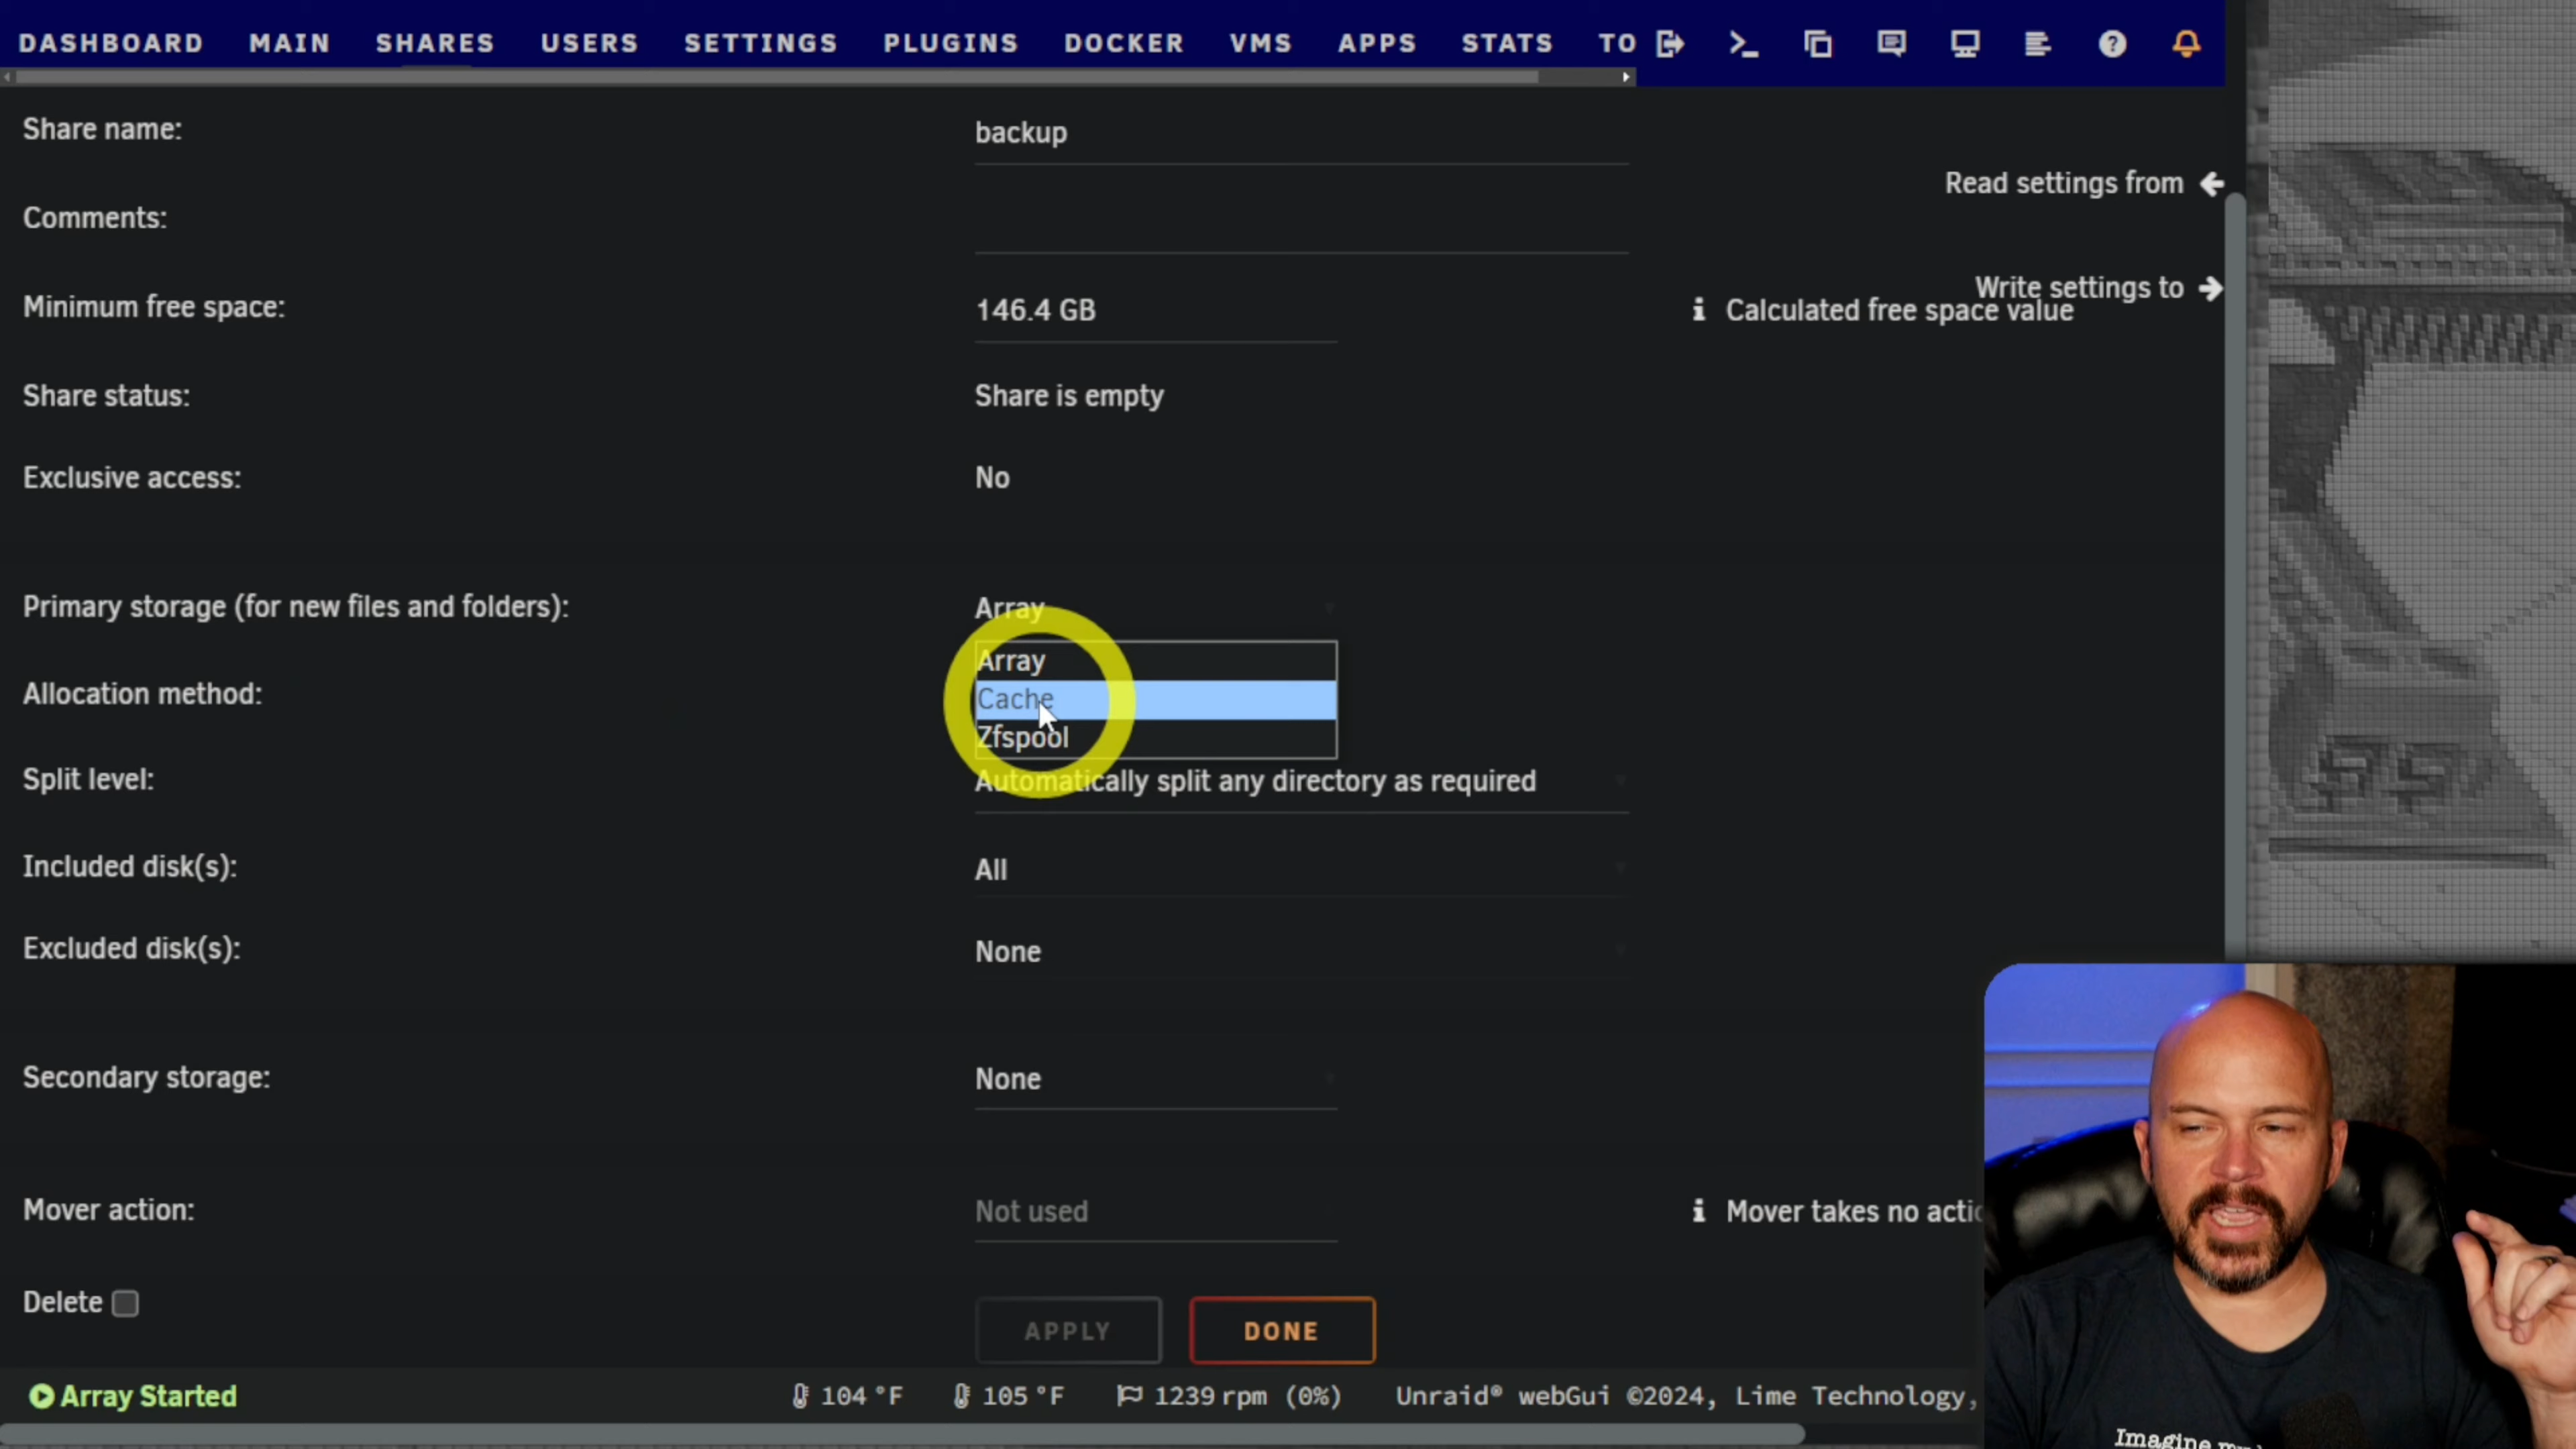 DASHBOARD MAIN SHARES USERS SETTINGS PLUGINS DOCKER VMS APPS STATS TO
Share name: backup
Read settings from
Comments:
Write settings to
Minimum free space: 146.4 GB Calculated free space value
Share status: Share is empty
Exclusive access: No
Primary storage (for new files and folders): Array
Array
Allocation method: Cache
Zfspool
Split level: Automatically split any directory as required
Included disk(s): All
Excluded disk(s): None
Secondary storage: None
Mover action: Not used Mover takes no actio
Delete APPLY DONE
Array Started 104 °F 105 °F 1239 rpm (0%) Unraid® webGui ©2024, Lime Technology,
Imagine